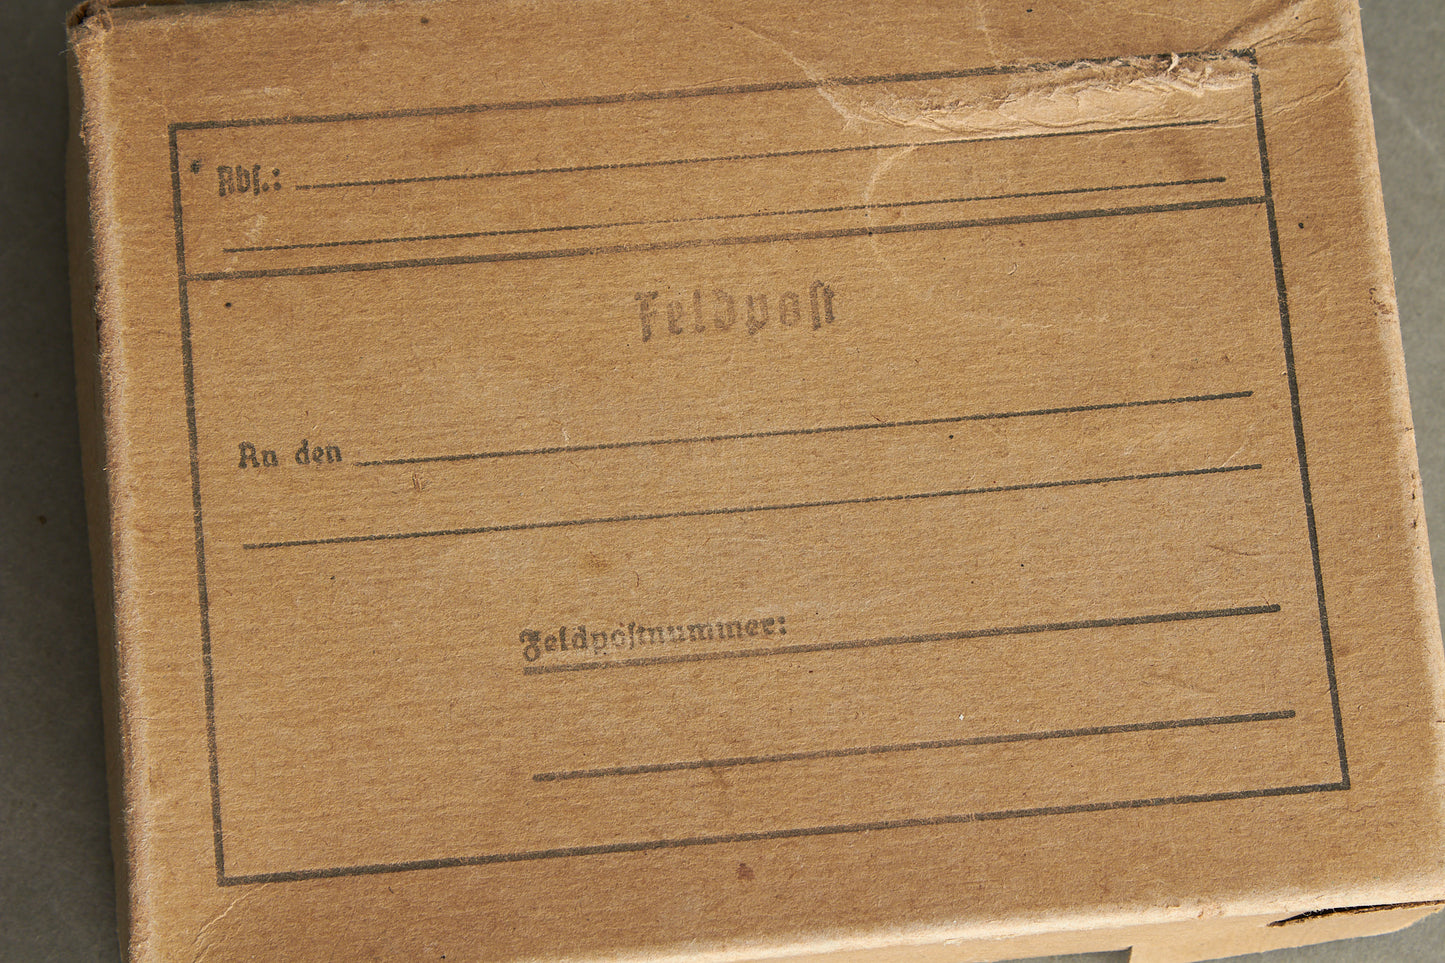 Abs.:
Feldpost
An den
Feldpostnummer: